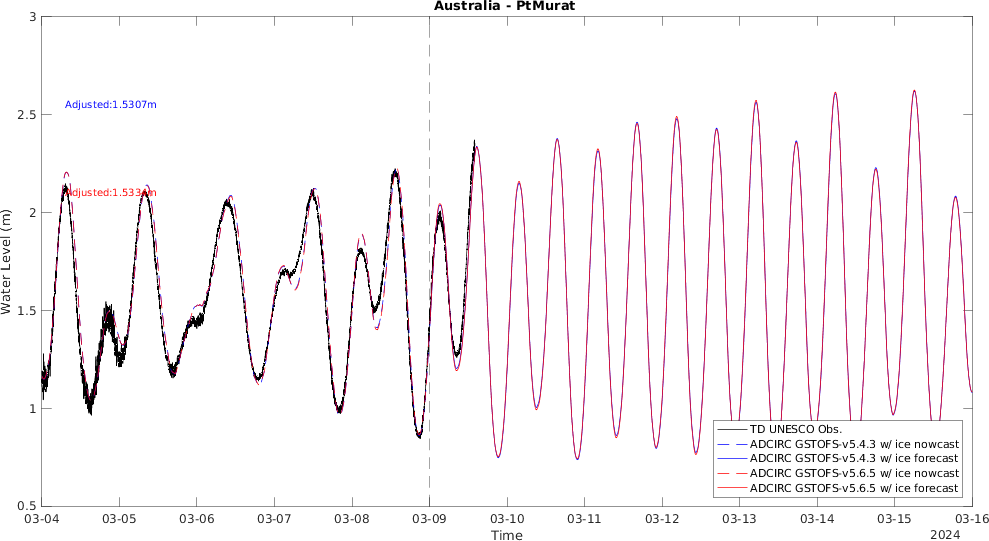 Australia - PtMurat
3
2.5
2
1.5
1
0.5
Water Level (m)
Adjusted:1.5307m
Adjusted:1.5334m
03-04
03-05
03-06
03-07
03-08
03-09
03-10
03-11
03-12
03-13
03-14
03-15
03-16
Time
2024
TD UNESCO Obs.
ADCIRC GSTOFS-v5.4.3 w/ ice nowcast
ADCIRC GSTOFS-v5.4.3 w/ ice forecast
ADCIRC GSTOFS-v5.6.5 w/ ice nowcast
ADCIRC GSTOFS-v5.6.5 w/ ice forecast